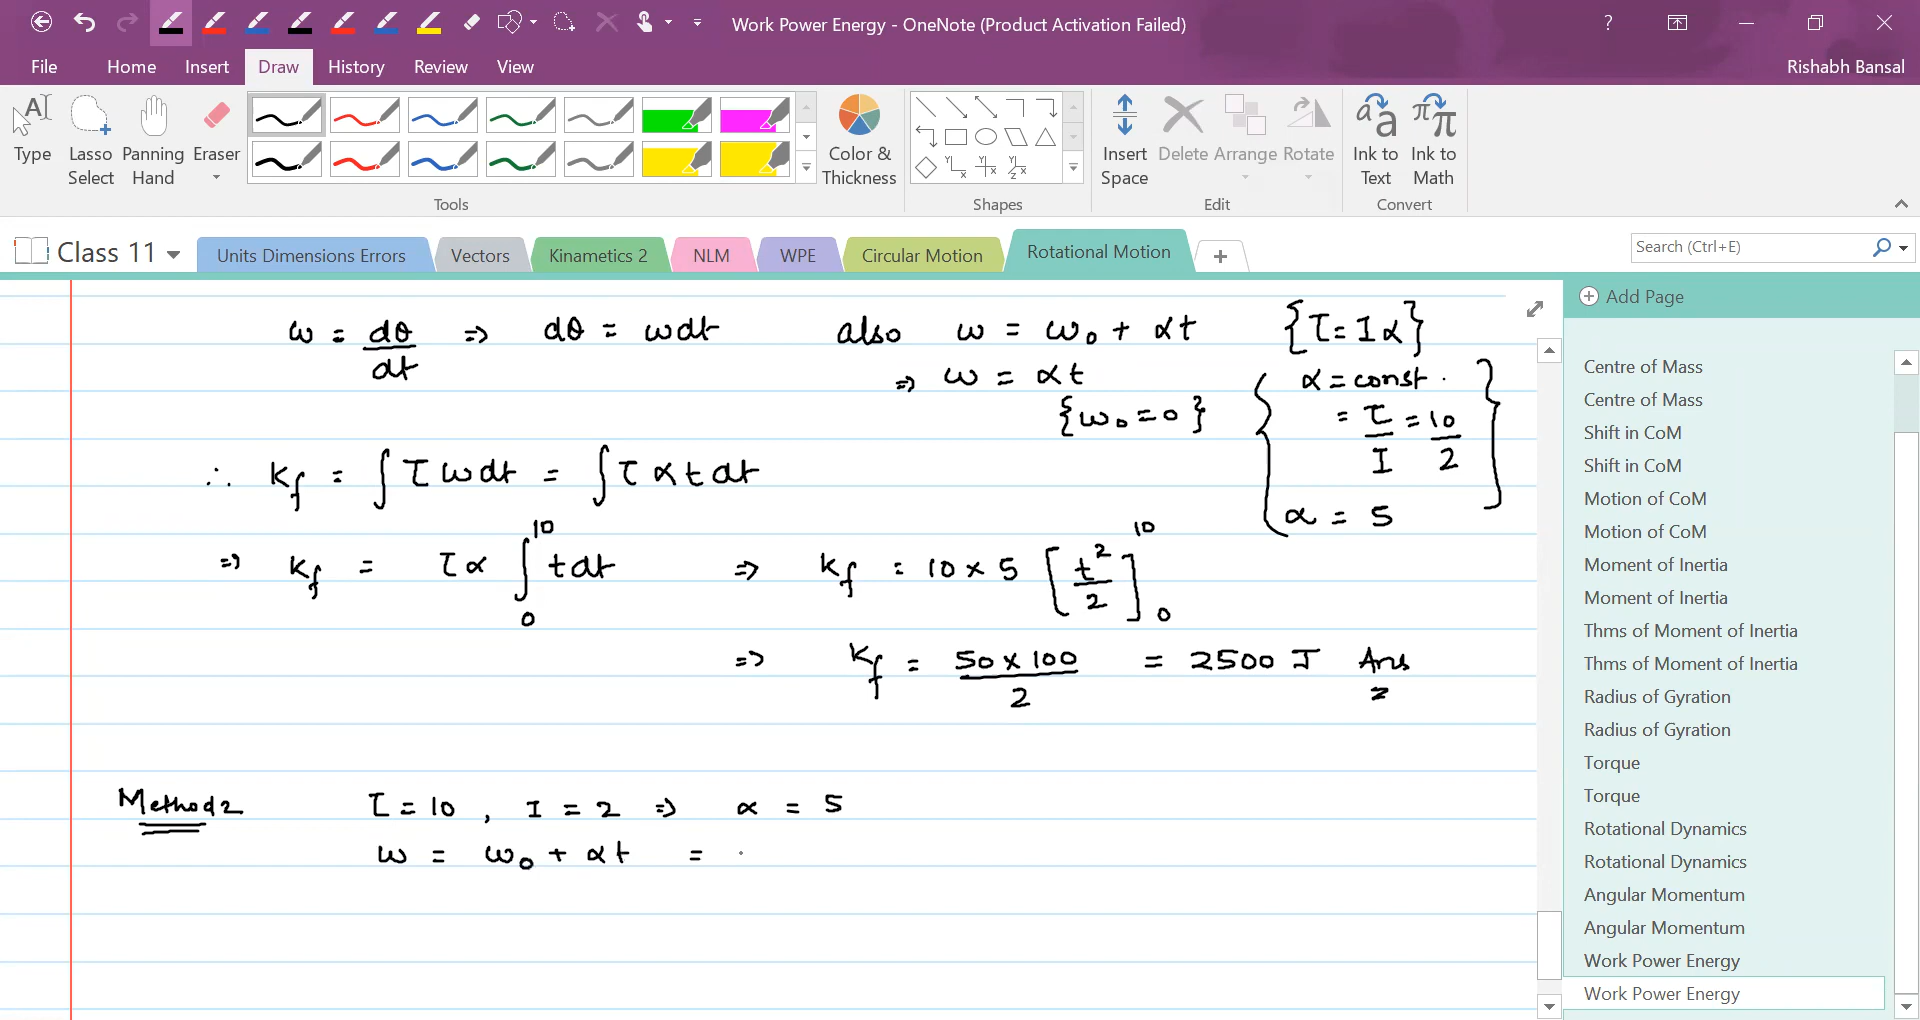 Work Power Energy - OneNote (Product Activation Failed)
?
File Home Insert Draw History Review View
Rishabh Bansal
Type
Lasso Select
Panning Hand
Eraser
Color & Thickness
Insert Space
Delete
Arrange
Rotate
Ink to Text
Ink to Math
Tools
Shapes
Edit
Convert
Class 11
Units Dimensions Errors
Vectors
Kinametics 2
NLM
WPE
Circular Motion
Rotational Motion
+
Search (Ctrl+E)
ω = dθ/dt ⇒ dθ = ωdt also ω = ω₀ + αt {τ = Iα}
⇒ ω = αt
{ω₀ = 0}
{α = const.
= τ/I = 10/2
α = 5}
∴ K_f = ∫ τωdt = ∫ τ α t dt
⇒ K_f = τα ∫₀¹⁰ t dt ⇒ K_f = 10 × 5 [t²/2]₀¹⁰
⇒ K_f = 50 × 100/2 = 2500 J Ans
Method 2 τ = 10 , I = 2 ⇒ α = 5
ω = ω₀ + αt =
Add Page
Centre of Mass
Centre of Mass
Shift in CoM
Shift in CoM
Motion of CoM
Motion of CoM
Moment of Inertia
Moment of Inertia
Thms of Moment of Inertia
Thms of Moment of Inertia
Radius of Gyration
Radius of Gyration
Torque
Torque
Rotational Dynamics
Rotational Dynamics
Angular Momentum
Angular Momentum
Work Power Energy
Work Power Energy